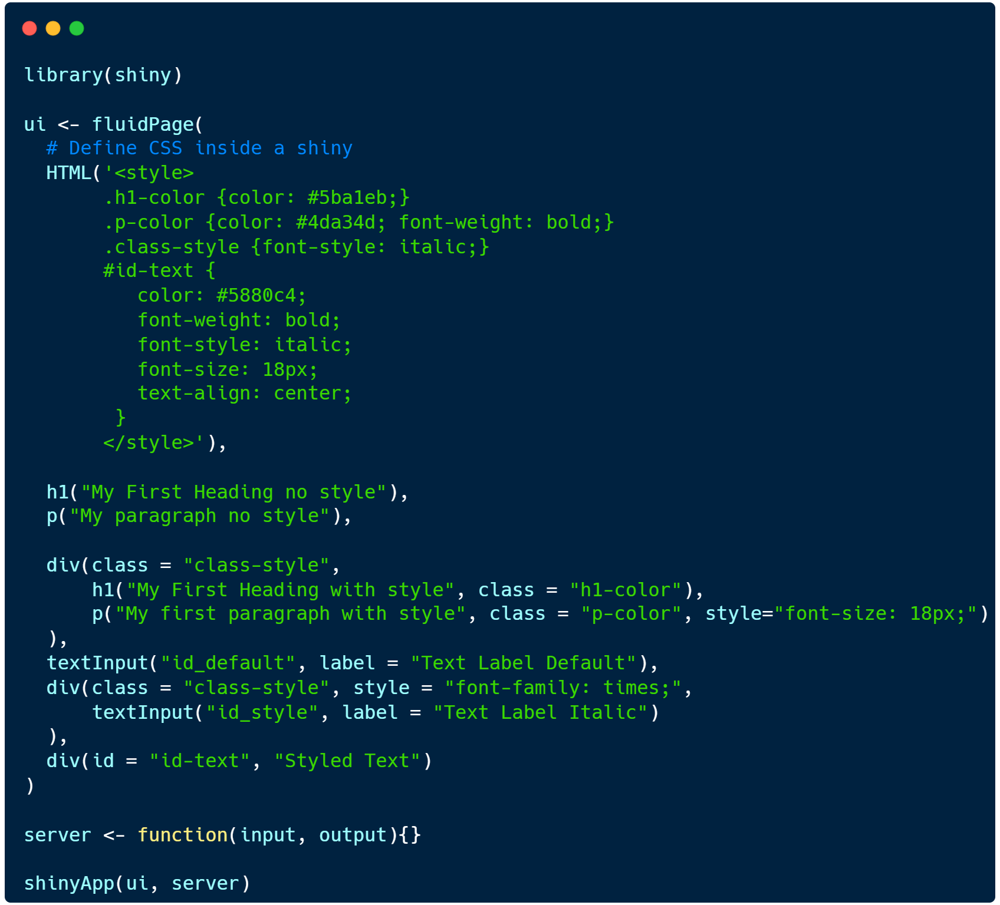 library(shiny)

ui <- fluidPage(
  # Define CSS inside a shiny
  HTML('<style>
       .h1-color {color: #5ba1eb;}
       .p-color {color: #4da34d; font-weight: bold;}
       .class-style {font-style: italic;}
       #id-text {
          color: #5880c4;
          font-weight: bold;
          font-style: italic;
          font-size: 18px;
          text-align: center;
        }
       </style>'),

  h1("My First Heading no style"),
  p("My paragraph no style"),

  div(class = "class-style",
      h1("My First Heading with style", class = "h1-color"),
      p("My first paragraph with style", class = "p-color", style="font-size: 18px;")
  ),
  textInput("id_default", label = "Text Label Default"),
  div(class = "class-style", style = "font-family: times;",
      textInput("id_style", label = "Text Label Italic")
  ),
  div(id = "id-text", "Styled Text")
)

server <- function(input, output){}

shinyApp(ui, server)